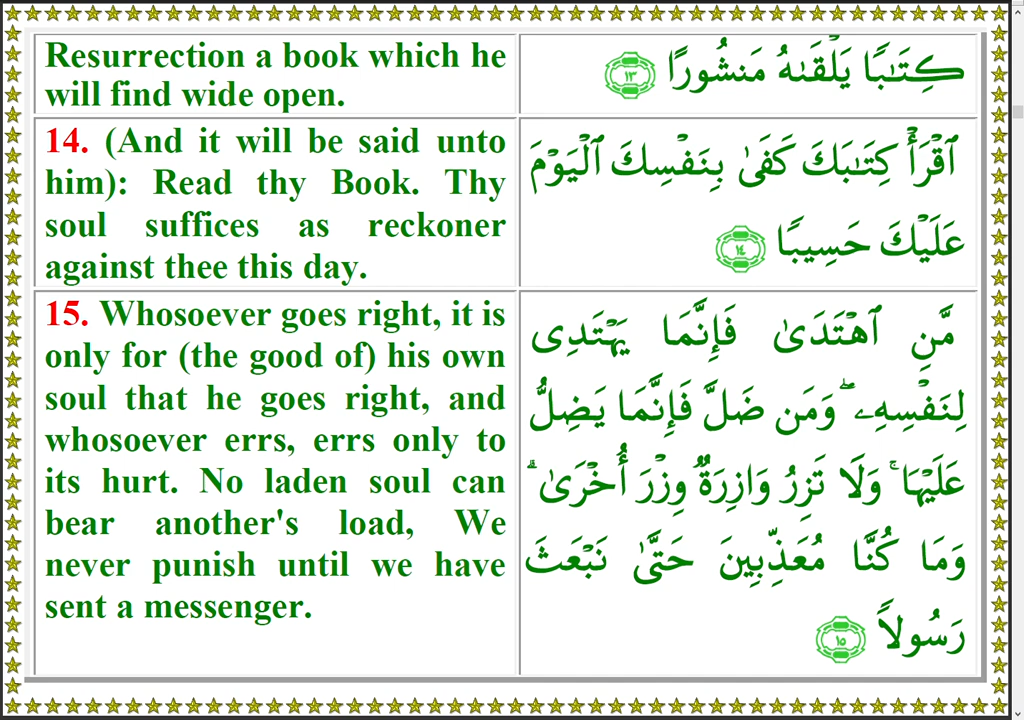 Resurrection a book which he
will find wide open.
كِتَٰبًا يَلْقَىٰهُ مَنشُورًا ١٣
14. (And it will be said unto
him): Read thy Book. Thy
soul suffices as reckoner
against thee this day.
ٱقْرَأْ كِتَٰبَكَ كَفَىٰ بِنَفْسِكَ ٱلْيَوْمَ
عَلَيْكَ حَسِيبًا ١٤
15. Whosoever goes right, it is
only for (the good of) his own
soul that he goes right, and
whosoever errs, errs only to
its hurt. No laden soul can
bear another's load, We
never punish until we have
sent a messenger.
مَّنِ ٱهْتَدَىٰ فَإِنَّمَا يَهْتَدِى
لِنَفْسِهِۦ ۖ وَمَن ضَلَّ فَإِنَّمَا يَضِلُّ
عَلَيْهَا ۚ وَلَا تَزِرُ وَازِرَةٌ وِزْرَ أُخْرَىٰ ۗ
وَمَا كُنَّا مُعَذِّبِينَ حَتَّىٰ نَبْعَثَ
رَسُولًا ١٥